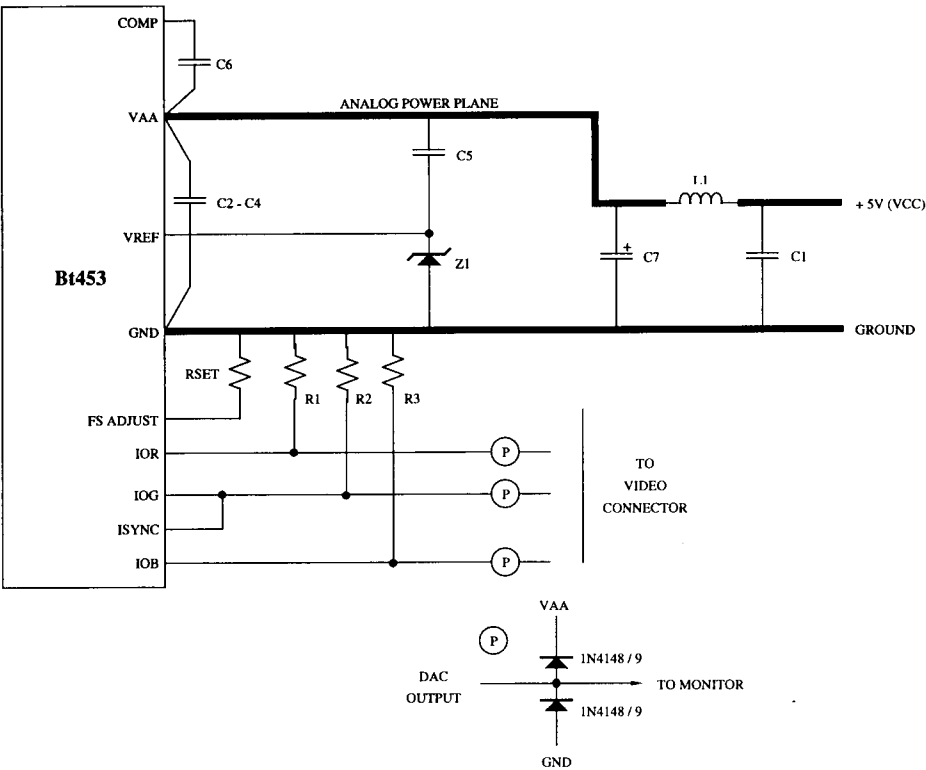 COMP
C6
ANALOG POWER PLANE
VAA
C5
L1
C2 - C4
+ 5V (VCC)
VREF
Z1
+
C7
C1
Bt453
GND
GROUND
RSET
R1
R2
R3
FS ADJUST
IOR
P
TO
VIDEO
CONNECTOR
IOG
P
ISYNC
IOB
P
VAA
P
1N4148 / 9
DAC
OUTPUT
TO MONITOR
1N4148 / 9
GND